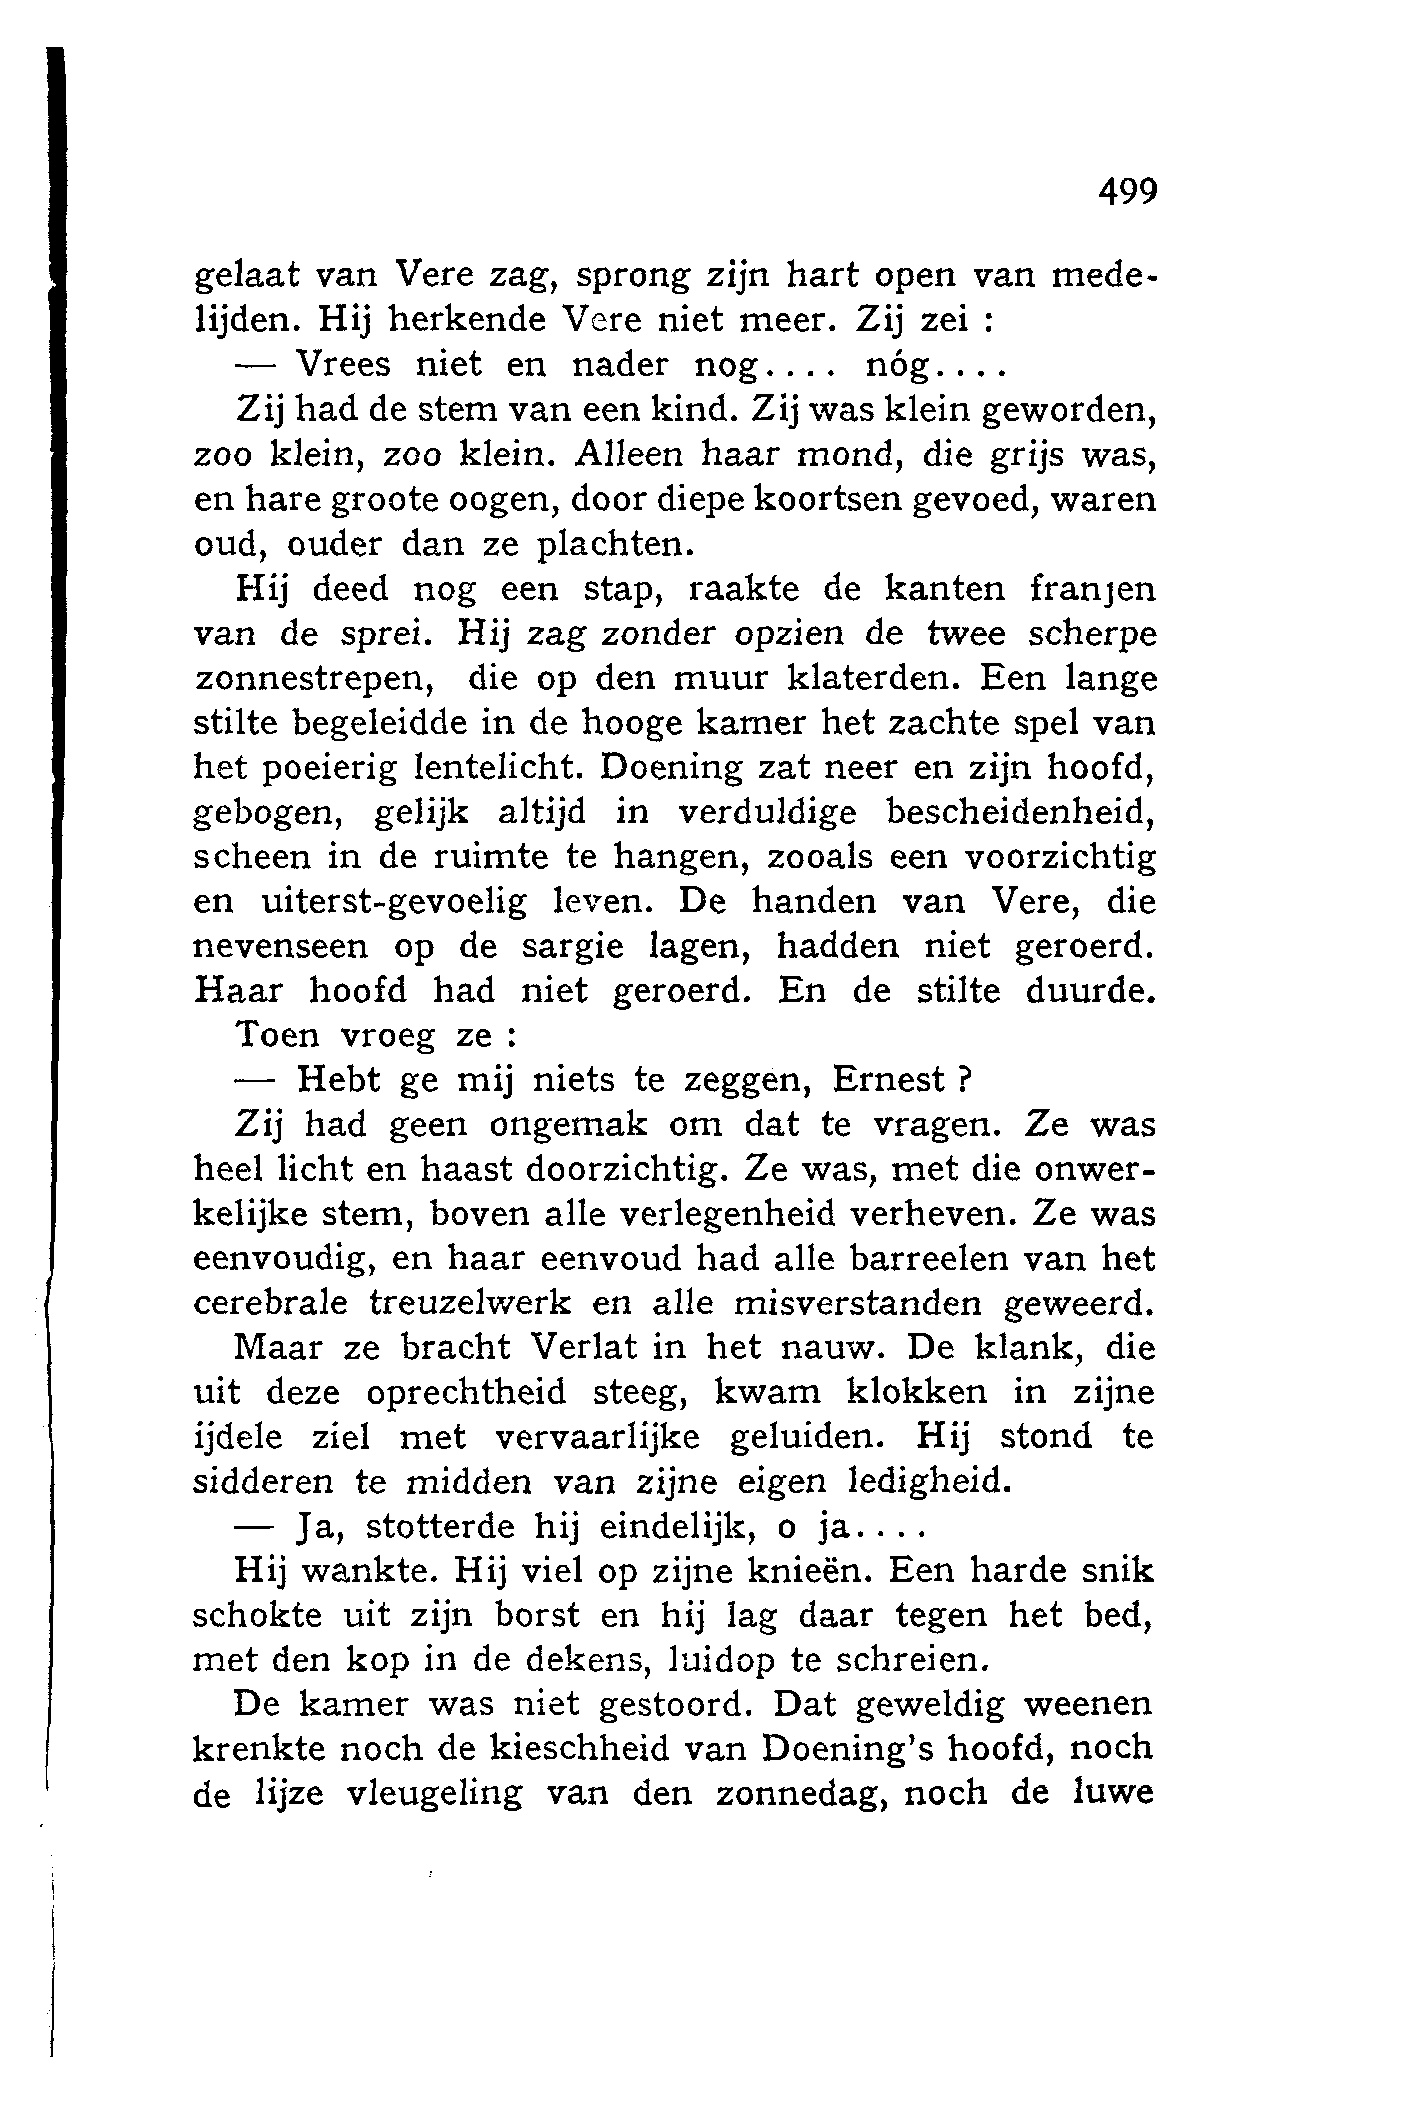 499
gelaat van Vere zag, sprong zijn hart open van mede-
lijden. Hij herkende Vere niet meer. Zij zei :
— Vrees niet en nader nog.... nóg....
Zij had de stem van een kind. Zij was klein geworden,
zoo klein, zoo klein. Alleen haar mond, die grijs was,
en hare groote oogen, door diepe koortsen gevoed, waren
oud, ouder dan ze plachten.
Hij deed nog een stap, raakte de kanten franjen
van de sprei. Hij zag zonder opzien de twee scherpe
zonnestrepen, die op den muur klaterden. Een lange
stilte begeleidde in de hooge kamer het zachte spel van
het poeierig lentelicht. Doening zat neer en zijn hoofd,
gebogen, gelijk altijd in verduldige bescheidenheid,
scheen in de ruimte te hangen, zooals een voorzichtig
en uiterst-gevoelig leven. De handen van Vere, die
nevenseen op de sargie lagen, hadden niet geroerd.
Haar hoofd had niet geroerd. En de stilte duurde.
Toen vroeg ze :
— Hebt ge mij niets te zeggen, Ernest ?
Zij had geen ongemak om dat te vragen. Ze was
heel licht en haast doorzichtig. Ze was, met die onwer-
kelijke stem, boven alle verlegenheid verheven. Ze was
eenvoudig, en haar eenvoud had alle barreelen van het
cerebrale treuzelwerk en alle misverstanden geweerd.
Maar ze bracht Verlat in het nauw. De klank, die
uit deze oprechtheid steeg, kwam klokken in zijne
ijdele ziel met vervaarlijke geluiden. Hij stond te
sidderen te midden van zijne eigen ledigheid.
— Ja, stotterde hij eindelijk, o ja....
Hij wankte. Hij viel op zijne knieën. Een harde snik
schokte uit zijn borst en hij lag daar tegen het bed,
met den kop in de dekens, luidop te schreien.
De kamer was niet gestoord. Dat geweldig weenen
krenkte noch de kieschheid van Doening's hoofd, noch
de lijze vleugeling van den zonnedag, noch de luwe